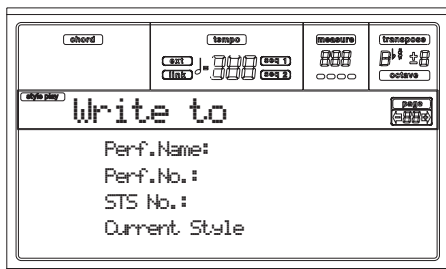 chord tempo measure transpose
ext seq 1
link seq 2
octave
style play
Write to
page
Perf.Name:
Perf.No.:
STS No.:
Current Style